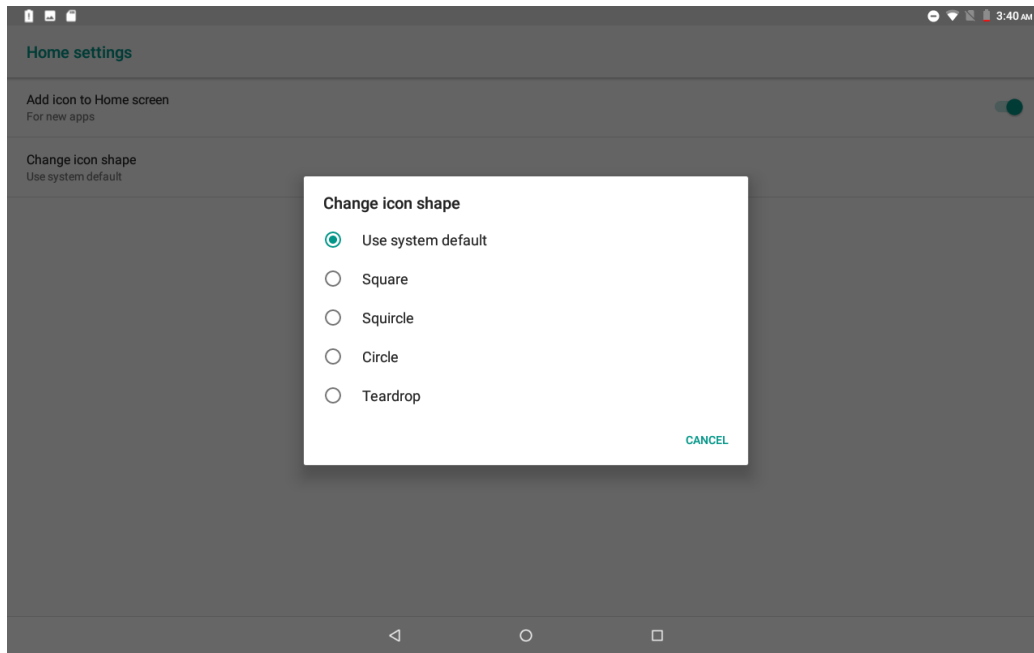 3:40 AM
Home settings
Add icon to Home screen
For new apps
Change icon shape
Use system default
Change icon shape
Use system default
Square
Squircle
Circle
Teardrop
CANCEL